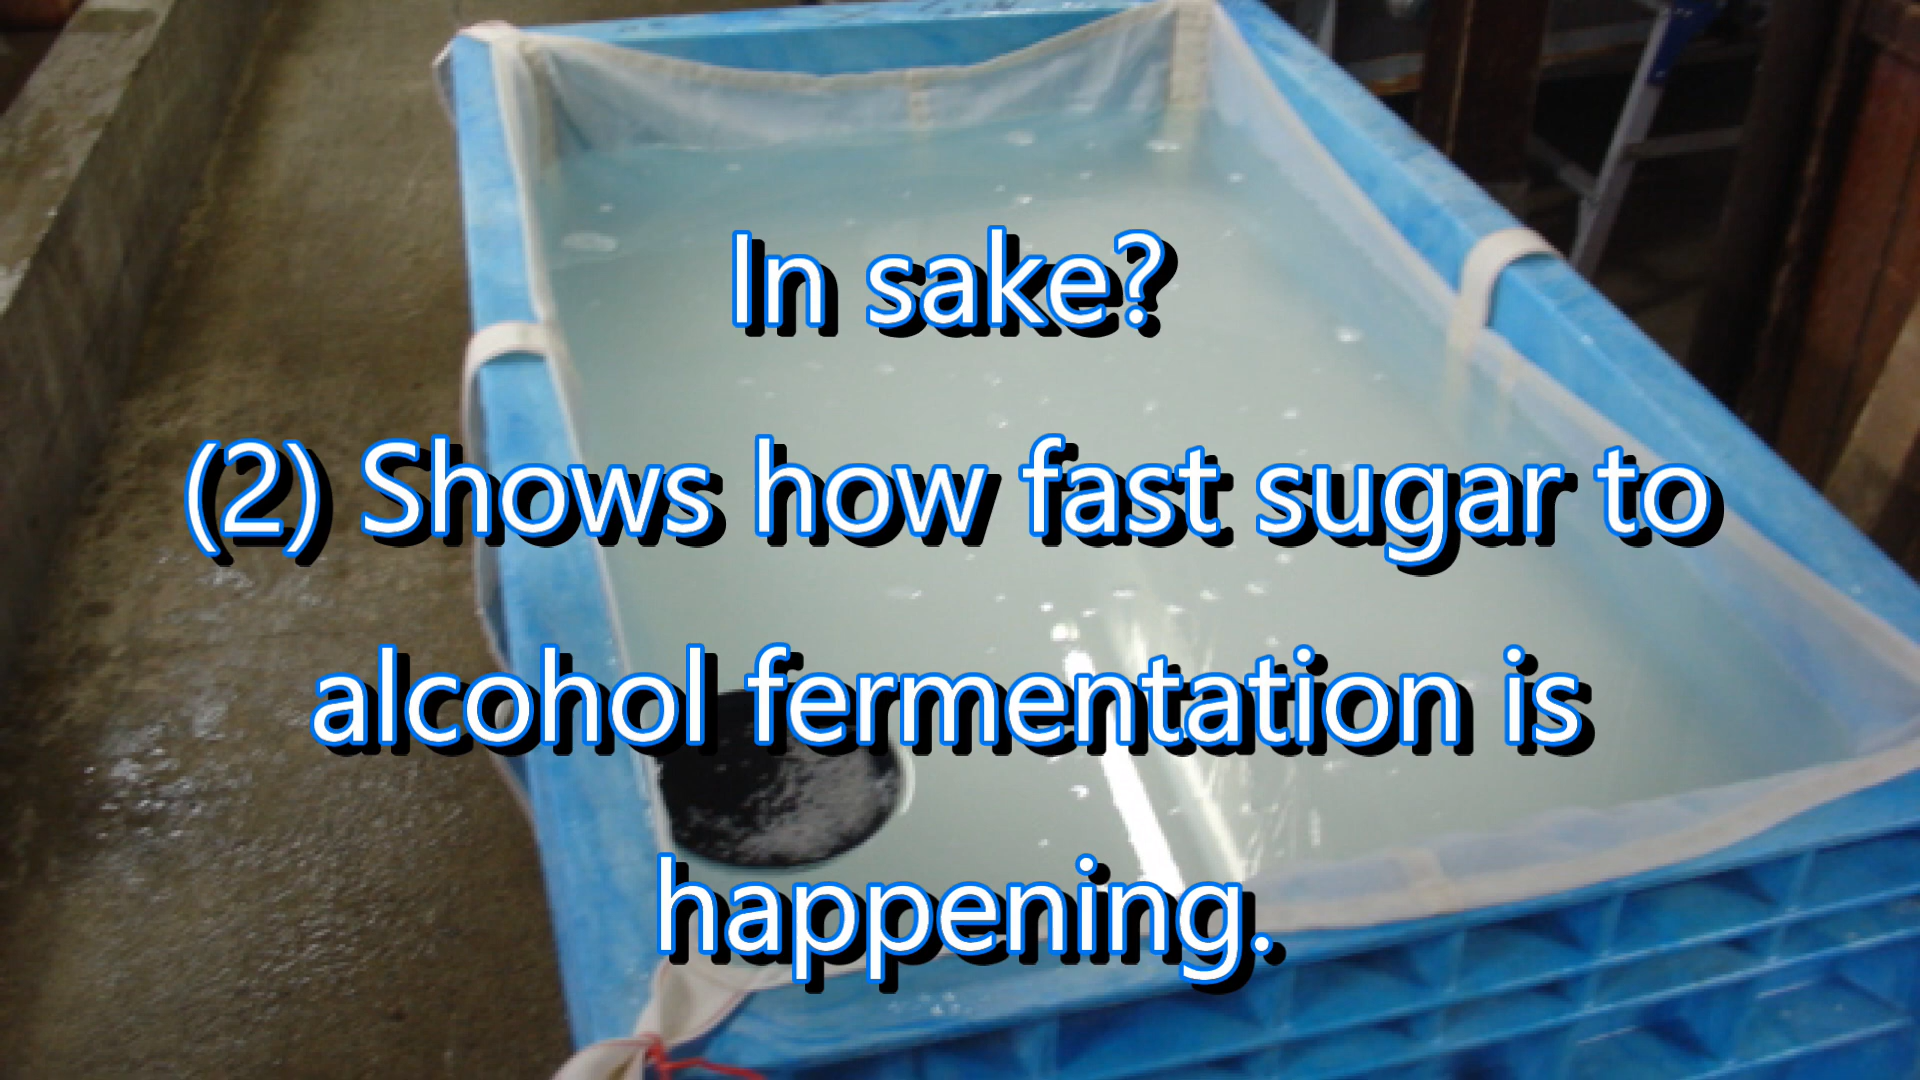 In sake?
(2) Shows how fast sugar to
alcohol fermentation is
happening.